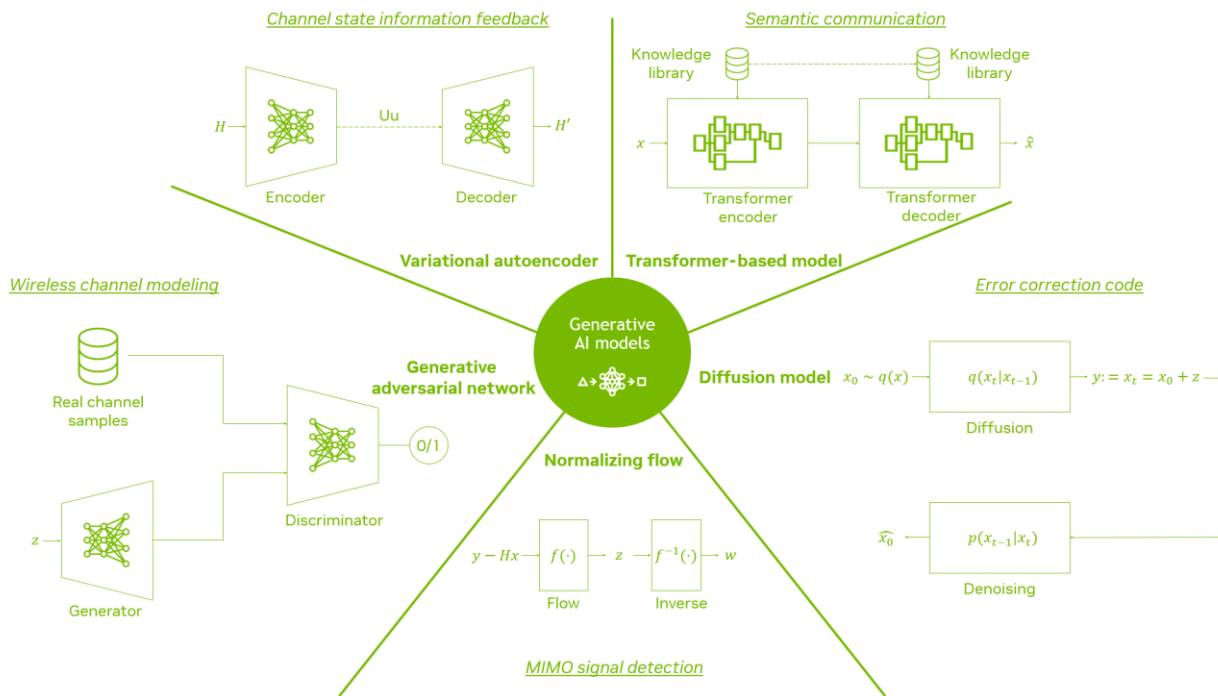 Channel state information feedback
H
Uu
H′
Encoder
Decoder
Variational autoencoder
Semantic communication
Knowledge
library
Knowledge
library
x
x̂
Transformer
encoder
Transformer
decoder
Transformer-based model
Generative
AI models
Wireless channel modeling
Real channel
samples
Generative
adversarial network
0/1
Discriminator
z
Generator
Error correction code
Diffusion model
x₀ ~ q(x)
q(xₜ|xₜ₋₁)
y: = xₜ = x₀ + z
Diffusion
x̂₀
p(xₜ₋₁|xₜ)
Denoising
Normalizing flow
y − Hx
f(·)
z
f⁻¹(·)
w
Flow
Inverse
MIMO signal detection